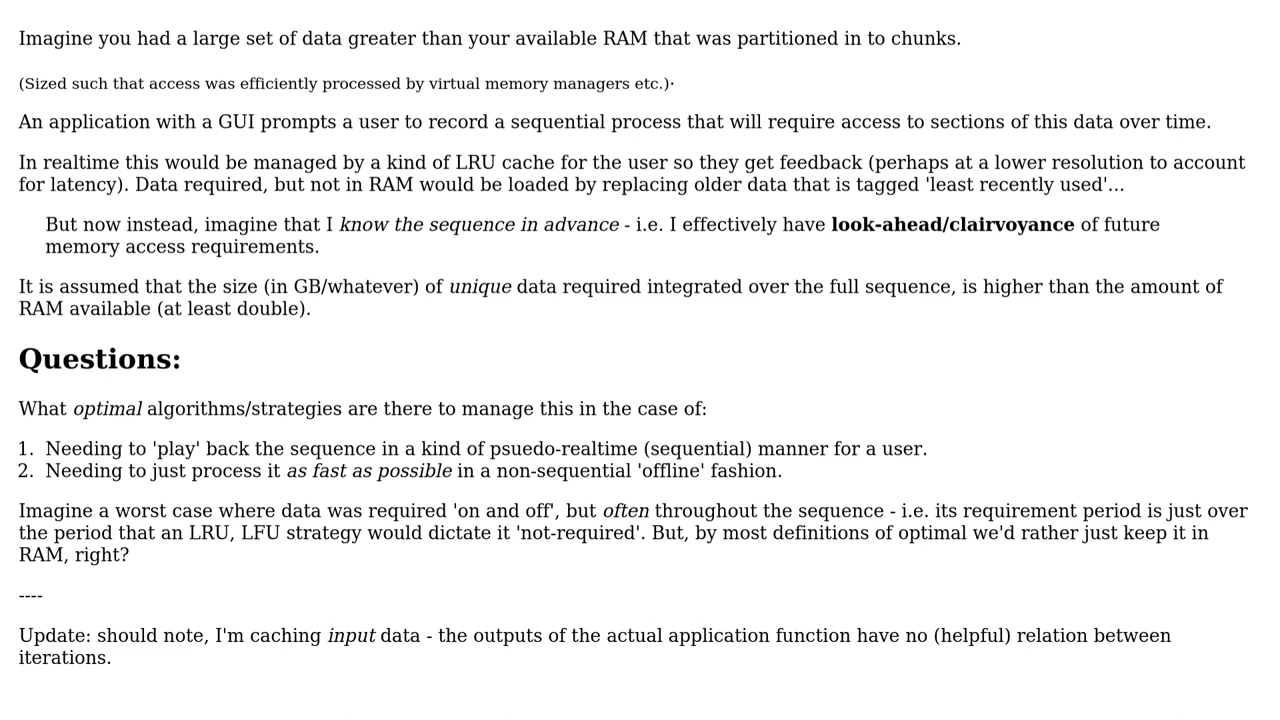 Imagine you had a large set of data greater than your available RAM that was partitioned in to chunks.
(Sized such that access was efficiently processed by virtual memory managers etc.)·
An application with a GUI prompts a user to record a sequential process that will require access to sections of this data over time.
In realtime this would be managed by a kind of LRU cache for the user so they get feedback (perhaps at a lower resolution to account
for latency). Data required, but not in RAM would be loaded by replacing older data that is tagged 'least recently used'...
But now instead, imagine that I know the sequence in advance - i.e. I effectively have look-ahead/clairvoyance of future
memory access requirements.
It is assumed that the size (in GB/whatever) of unique data required integrated over the full sequence, is higher than the amount of
RAM available (at least double).
Questions:
What optimal algorithms/strategies are there to manage this in the case of:
1. Needing to 'play' back the sequence in a kind of psuedo-realtime (sequential) manner for a user.
2. Needing to just process it as fast as possible in a non-sequential 'offline' fashion.
Imagine a worst case where data was required 'on and off', but often throughout the sequence - i.e. its requirement period is just over
the period that an LRU, LFU strategy would dictate it 'not-required'. But, by most definitions of optimal we'd rather just keep it in
RAM, right?
----
Update: should note, I'm caching input data - the outputs of the actual application function have no (helpful) relation between
iterations.